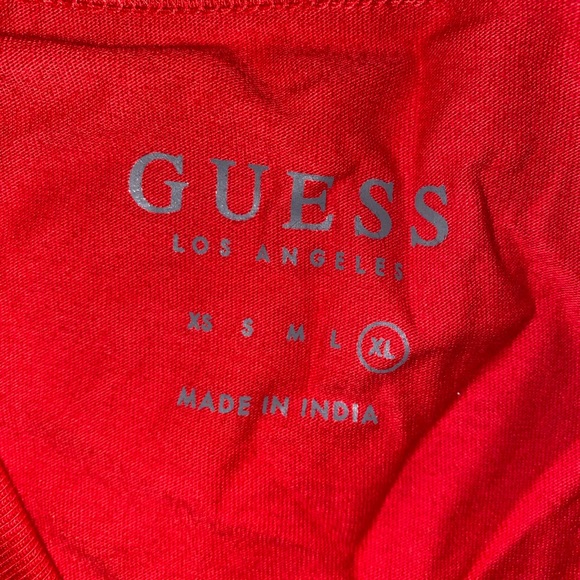 GUESS
LOS ANGELES
XS S M L XL
MADE IN INDIA